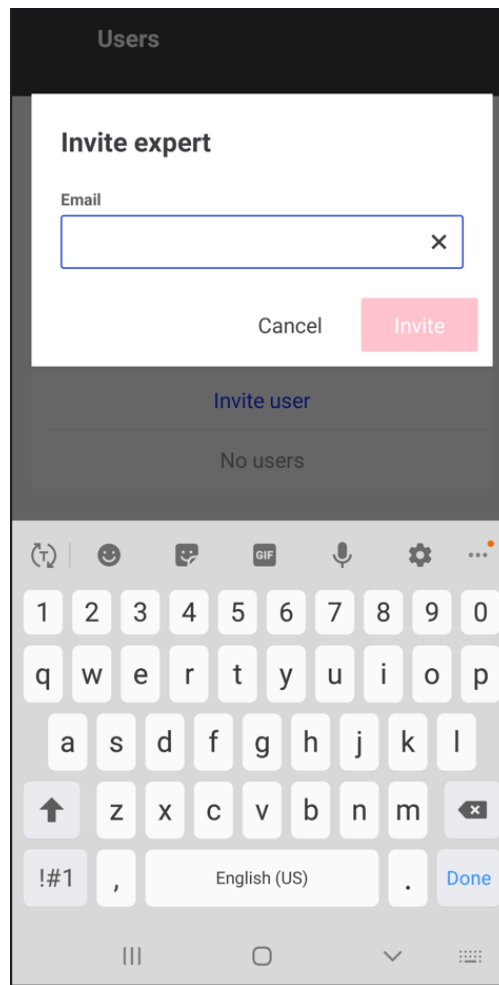 Users
Invite expert
Email
Cancel Invite
Invite user
No users
T GIF ...
1 2 3 4 5 6 7 8 9 0
q w e r t y u i o p
a s d f g h j k l
z x c v b n m
!#1 , English (US) . Done